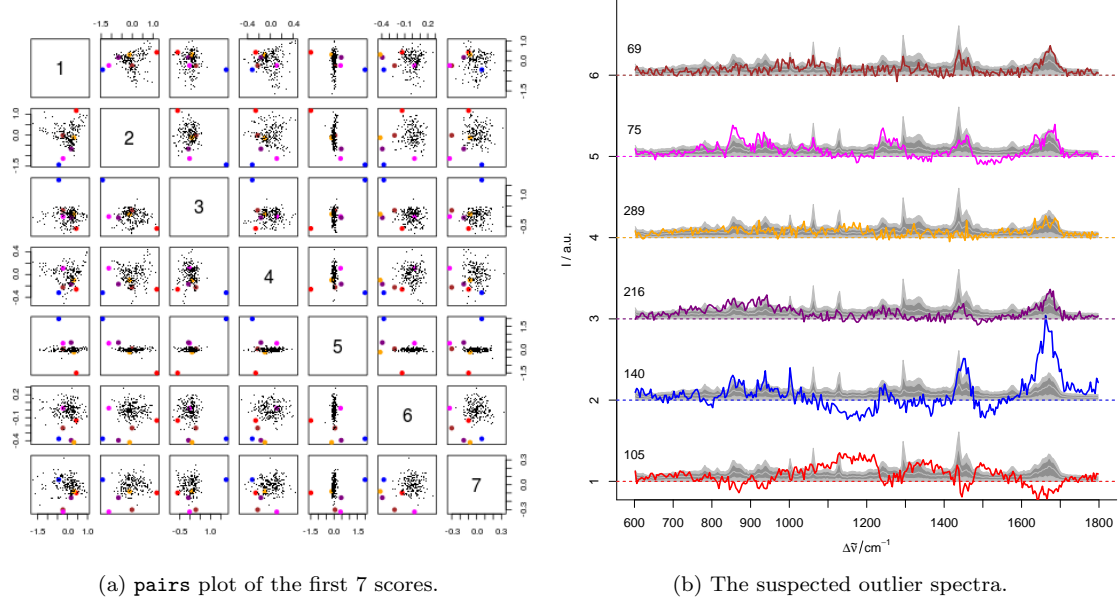 -1.5 0.0 1.0
-0.4 0.0 0.4
-0.4 -0.1 0.2
1
-1.5 0.0 1.0
-1.5 0.0 1.0
2
3
-0.5 0.5
-0.4 0.0 0.4
4
5
-1.5 0.0 1.5
-0.4 -0.1 0.2
6
7
-0.3 0.0 0.3
-1.5 0.0 1.0
-0.5 0.5
-1.5 0.0 1.5
-0.3 0.0 0.3
(a) pairs plot of the first 7 scores.
I / a.u.
69
6
75
5
289
4
216
3
140
2
105
1
600 700 800 900 1000 1200 1400 1600 1800
Δν̃/cm⁻¹
(b) The suspected outlier spectra.